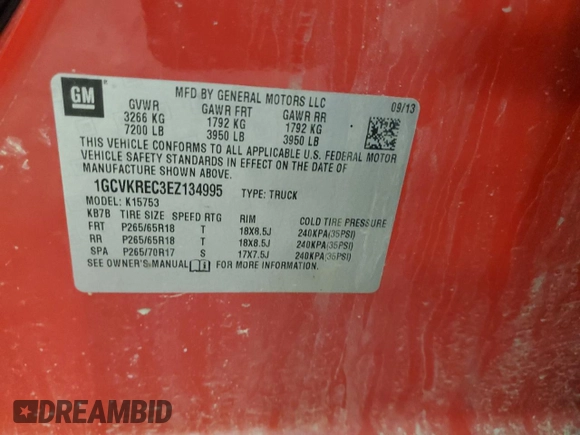 GM
MFD BY GENERAL MOTORS LLC
09/13
GVWR GAWR FRT GAWR RR
3266 KG 1792 KG 1792 KG
7200 LB 3950 LB 3950 LB
THIS VEHICLE CONFORMS TO ALL APPLICABLE U.S. FEDERAL MOTOR
VEHICLE SAFETY STANDARDS IN EFFECT ON THE DATE OF
MANUFACTURE SHOWN ABOVE.
1GCVKREC3EZ134995 TYPE: TRUCK
MODEL: K15753
KB7B TIRE SIZE SPEED RTG RIM COLD TIRE PRESSURE
FRT P265/65R18 T 18X8.5J 240KPA(35PSI)
RR P265/65R18 T 18X8.5J 240KPA(35PSI)
SPA P265/70R17 S 17X7.5J 240KPA(35PSI)
SEE OWNER'S MANUAL FOR MORE INFORMATION
DREAMBID